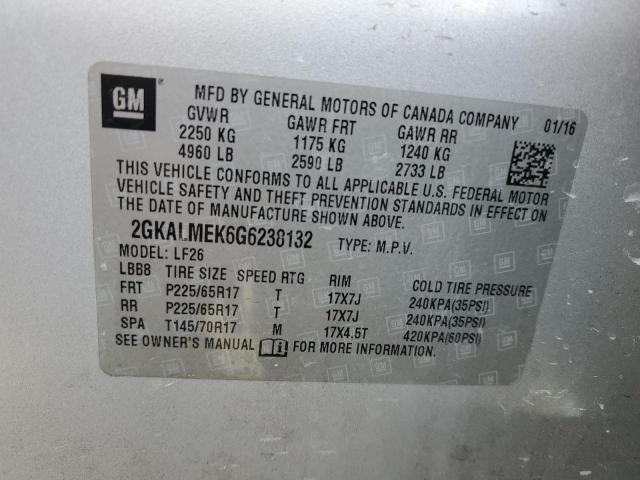 GM
MFD BY GENERAL MOTORS OF CANADA COMPANY 01/16
GVWR GAWR FRT GAWR RR
2250 KG 1175 KG 1240 KG
4960 LB 2590 LB 2733 LB
THIS VEHICLE CONFORMS TO ALL APPLICABLE U.S. FEDERAL MOTOR
VEHICLE SAFETY AND THEFT PREVENTION STANDARDS IN EFFECT ON
THE DATE OF MANUFACTURE SHOWN ABOVE.
2GKALMEK6G6238132 TYPE: M.P.V.
MODEL: LF26
LBB8 TIRE SIZE SPEED RTG RIM COLD TIRE PRESSURE
FRT P225/65R17 T 17X7J 240KPA(35PSI)
RR P225/65R17 T 17X7J 240KPA(35PSI)
SPA T145/70R17 M 17X4.5T 420KPA(60PSI)
SEE OWNER'S MANUAL FOR MORE INFORMATION.